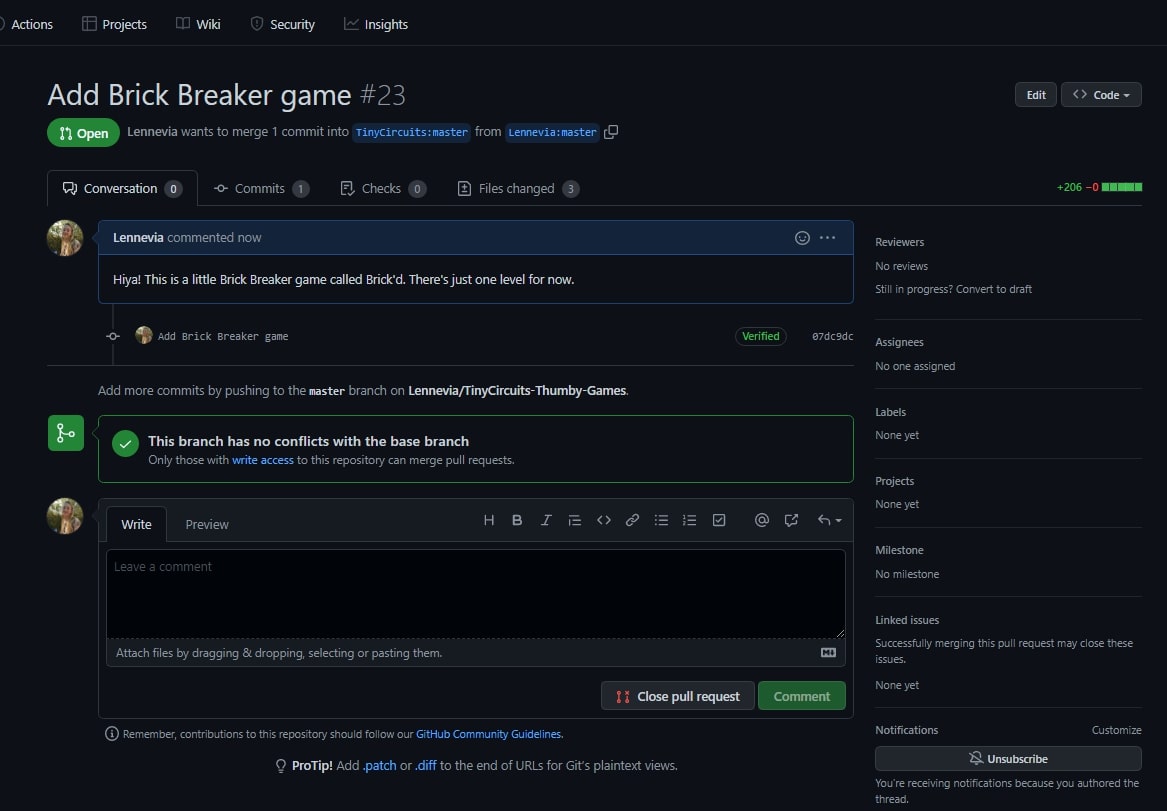 Actions Projects Wiki Security Insights
Add Brick Breaker game #23
Edit
Code
Open
Lennevia wants to merge 1 commit into TinyCircuits:master from Lennevia:master
Conversation 0
Commits 1
Checks 0
Files changed 3
+206 −0
Lennevia commented now
Hiya! This is a little Brick Breaker game called Brick'd. There's just one level for now.
Add Brick Breaker game
Verified
07dc9dc
Add more commits by pushing to the master branch on Lennevia/TinyCircuits-Thumby-Games.
This branch has no conflicts with the base branch
Only those with write access to this repository can merge pull requests.
Write
Preview
Leave a comment
Attach files by dragging & dropping, selecting or pasting them.
Close pull request
Comment
Remember, contributions to this repository should follow our GitHub Community Guidelines.
ProTip! Add .patch or .diff to the end of URLs for Git's plaintext views.
Reviewers
No reviews
Still in progress? Convert to draft
Assignees
No one assigned
Labels
None yet
Projects
None yet
Milestone
No milestone
Linked issues
Successfully merging this pull request may close these
issues.
None yet
Notifications
Customize
Unsubscribe
You're receiving notifications because you authored the
thread.